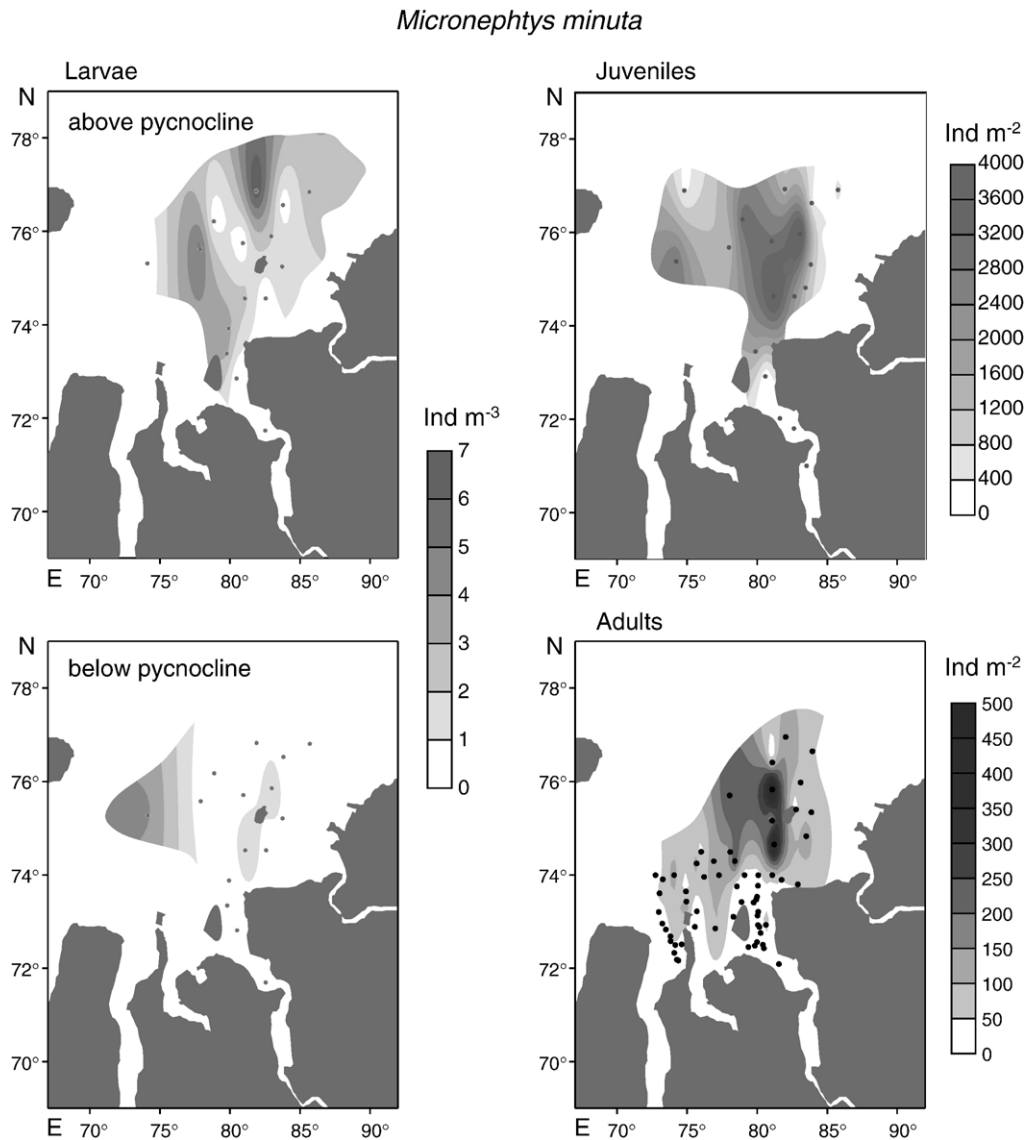 Micronephtys minuta
Larvae
N
above pycnocline
78°
76°
74°
72°
70°
E 70° 75° 80° 85° 90°
Juveniles
N
78°
76°
74°
72°
70°
E 70° 75° 80° 85° 90°
Ind m-2
4000
3600
3200
2800
2400
2000
1600
1200
800
400
0
Ind m-3
7
6
5
4
3
2
1
0
N
below pycnocline
78°
76°
74°
72°
70°
E 70° 75° 80° 85° 90°
Adults
N
78°
76°
74°
72°
70°
E 70° 75° 80° 85° 90°
Ind m-2
500
450
400
350
300
250
200
150
100
50
0